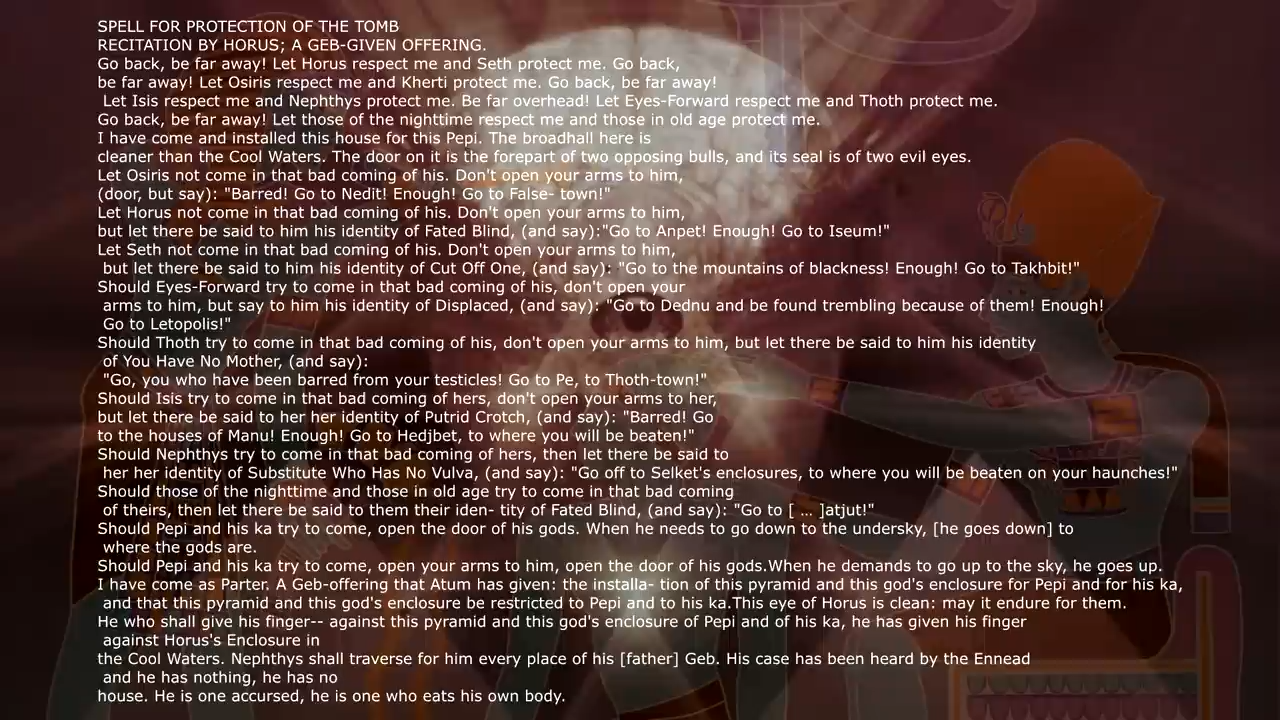 SPELL FOR PROTECTION OF THE TOMB
RECITATION BY HORUS; A GEB-GIVEN OFFERING.
Go back, be far away! Let Horus respect me and Seth protect me. Go back,
be far away! Let Osiris respect me and Kherti protect me. Go back, be far away!
Let Isis respect me and Nephthys protect me. Be far overhead! Let Eyes-Forward respect me and Thoth protect me.
Go back, be far away! Let those of the nighttime respect me and those in old age protect me.
I have come and installed this house for this Pepi. The broadhall here is
cleaner than the Cool Waters. The door on it is the forepart of two opposing bulls, and its seal is of two evil eyes.
Let Osiris not come in that bad coming of his. Don't open your arms to him,
(door, but say): "Barred! Go to Nedit! Enough! Go to False- town!"
Let Horus not come in that bad coming of his. Don't open your arms to him,
but let there be said to him his identity of Fated Blind, (and say):"Go to Anpet! Enough! Go to Iseum!"
Let Seth not come in that bad coming of his. Don't open your arms to him,
but let there be said to him his identity of Cut Off One, (and say): "Go to the mountains of blackness! Enough! Go to Takhbit!"
Should Eyes-Forward try to come in that bad coming of his, don't open your
arms to him, but say to him his identity of Displaced, (and say): "Go to Dednu and be found trembling because of them! Enough!
Go to Letopolis!"
Should Thoth try to come in that bad coming of his, don't open your arms to him, but let there be said to him his identity
of You Have No Mother, (and say):
"Go, you who have been barred from your testicles! Go to Pe, to Thoth-town!"
Should Isis try to come in that bad coming of hers, don't open your arms to her,
but let there be said to her her identity of Putrid Crotch, (and say): "Barred! Go
to the houses of Manu! Enough! Go to Hedjbet, to where you will be beaten!"
Should Nephthys try to come in that bad coming of hers, then let there be said to
her her identity of Substitute Who Has No Vulva, (and say): "Go off to Selket's enclosures, to where you will be beaten on your haunches!"
Should those of the nighttime and those in old age try to come in that bad coming
of theirs, then let there be said to them their iden- tity of Fated Blind, (and say): "Go to [ ... ]atjut!"
Should Pepi and his ka try to come, open the door of his gods. When he needs to go down to the undersky, [he goes down] to
where the gods are.
Should Pepi and his ka try to come, open your arms to him, open the door of his gods.When he demands to go up to the sky, he goes up.
I have come as Parter. A Geb-offering that Atum has given: the installa- tion of this pyramid and this god's enclosure for Pepi and for his ka,
and that this pyramid and this god's enclosure be restricted to Pepi and to his ka.This eye of Horus is clean: may it endure for them.
He who shall give his finger-- against this pyramid and this god's enclosure of Pepi and of his ka, he has given his finger
against Horus's Enclosure in
the Cool Waters. Nephthys shall traverse for him every place of his [father] Geb. His case has been heard by the Ennead
and he has nothing, he has no
house. He is one accursed, he is one who eats his own body.